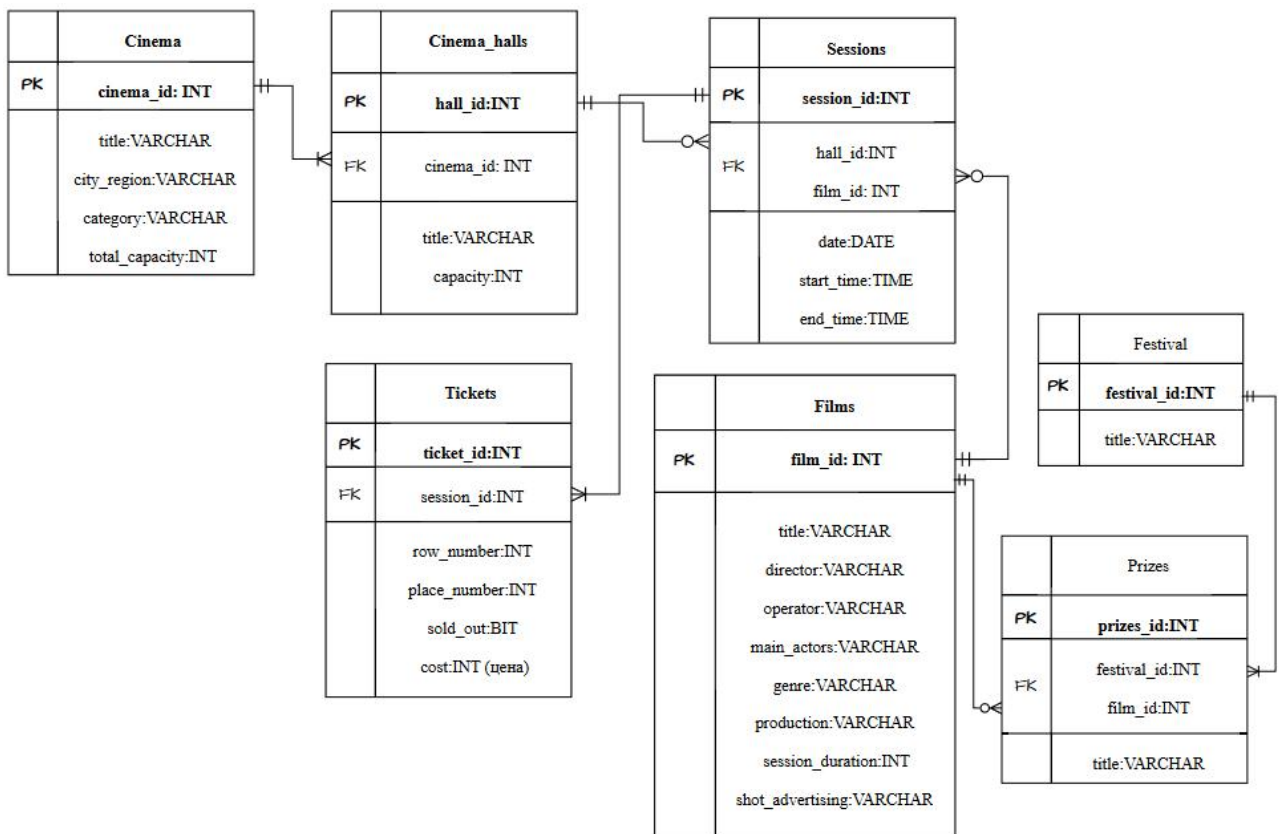 Cinema
PK
cinema_id: INT
title:VARCHAR
city_region:VARCHAR
category:VARCHAR
total_capacity:INT
Cinema_halls
PK
hall_id:INT
FK
cinema_id: INT
title:VARCHAR
capacity:INT
Sessions
PK
session_id:INT
FK
hall_id:INT
film_id: INT
date:DATE
start_time:TIME
end_time:TIME
Tickets
PK
ticket_id:INT
FK
session_id:INT
row_number:INT
place_number:INT
sold_out:BIT
cost:INT (цена)
Films
PK
film_id: INT
title:VARCHAR
director:VARCHAR
operator:VARCHAR
main_actors:VARCHAR
genre:VARCHAR
production:VARCHAR
session_duration:INT
shot_advertising:VARCHAR
Festival
PK
festival_id:INT
title:VARCHAR
Prizes
PK
prizes_id:INT
FK
festival_id:INT
film_id:INT
title:VARCHAR